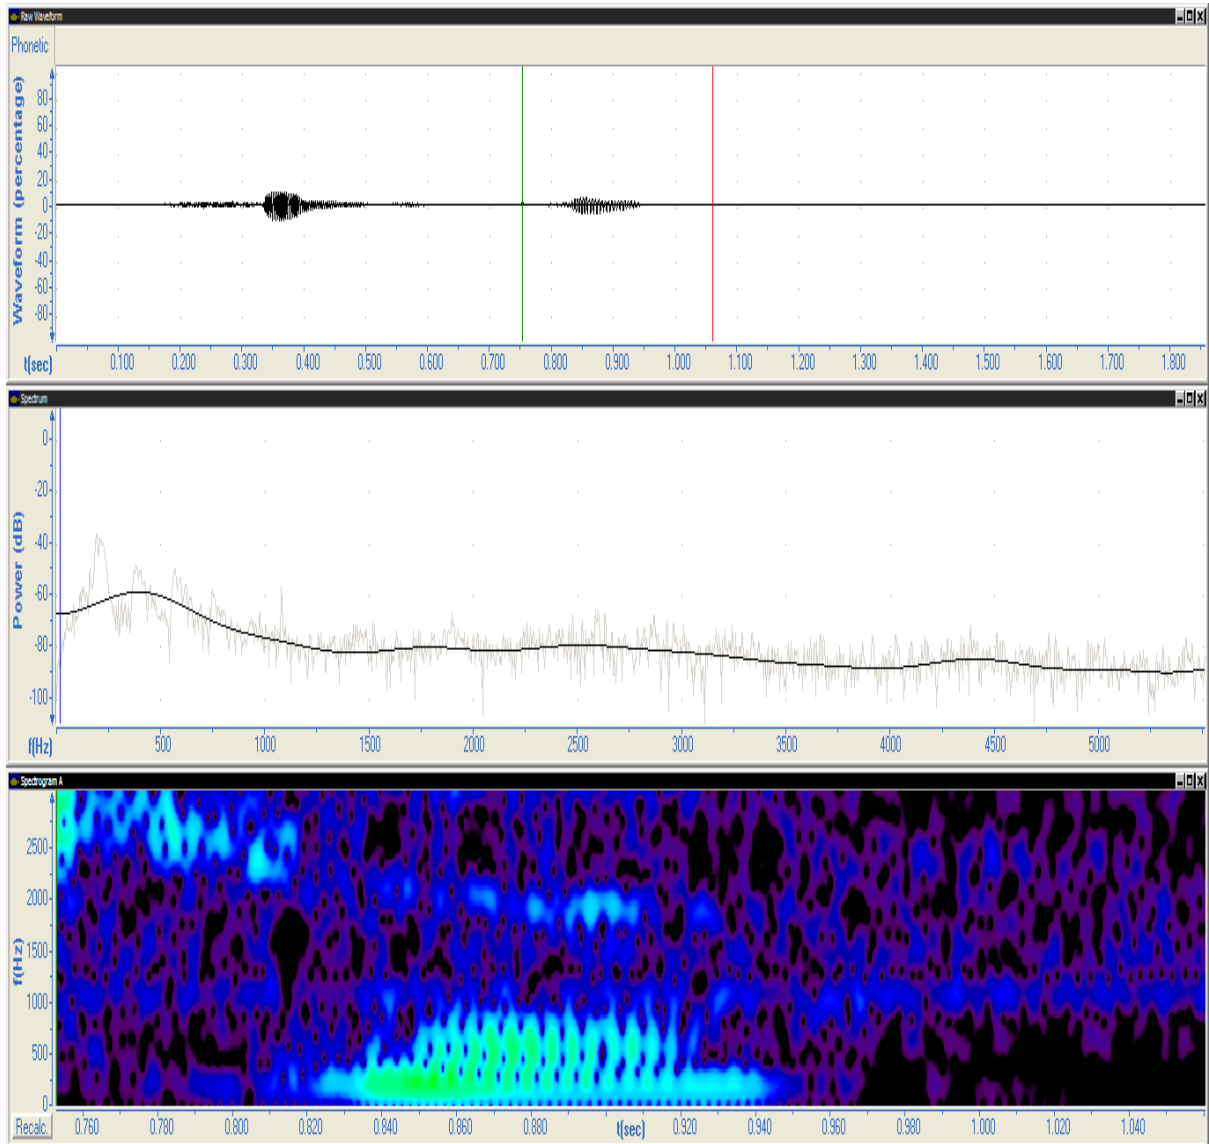 Raw Waveform
Phonetic
Waveform (percentage)
80
60
40
20
0
-20
-40
-60
-80
t(sec)
0.100 0.200 0.300 0.400 0.500 0.600 0.700 0.800 0.900 1.000 1.100 1.200 1.300 1.400 1.500 1.600 1.700 1.800
Spectrum
Power (dB)
0
-20
-40
-60
-80
-100
f(Hz)
500 1000 1500 2000 2500 3000 3500 4000 4500 5000
Spectrogram A
f(Hz)
2500
2000
1500
1000
500
0
Recalc.
0.760 0.780 0.800 0.820 0.840 0.860 0.880 t(sec) 0.920 0.940 0.960 0.980 1.000 1.020 1.040